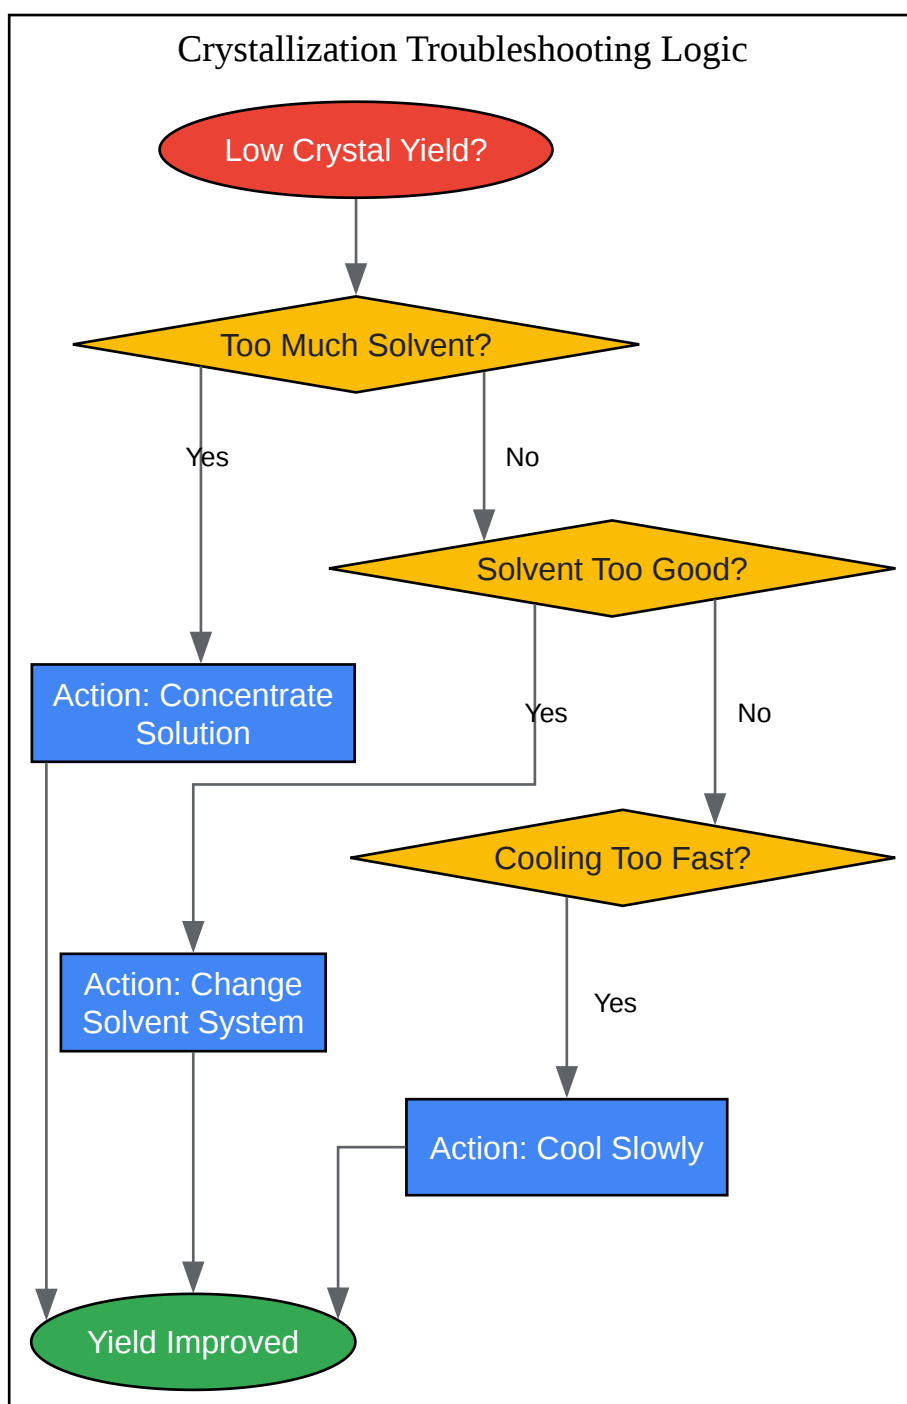 Crystallization Troubleshooting Logic
Low Crystal Yield?
Too Much Solvent?
Yes
No
Solvent Too Good?
Action: Concentrate
Solution
Yes
No
Cooling Too Fast?
Action: Change
Solvent System
Yes
Action: Cool Slowly
Yield Improved